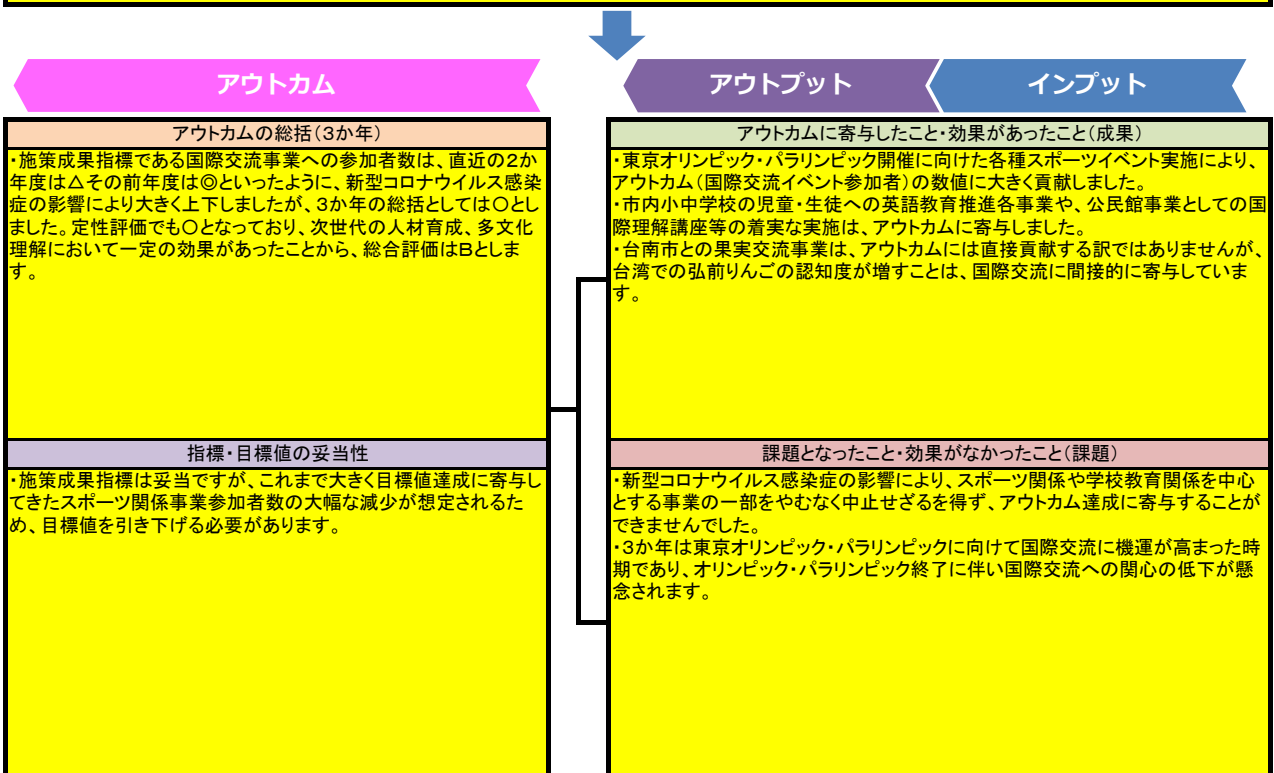 アウトカム
アウトプット
インプット
アウトカムの総括(3か年)
・施策成果指標である国際交流事業への参加者数は、直近の2か
年度は△その前年度は◎といったように、新型コロナウイルス感染
症の影響により大きく上下しましたが、3か年の総括としては〇とし
ました。定性評価でも〇となっており、次世代の人材育成、多文化
理解において一定の効果があったことから、総合評価はBとしま
す。
指標・目標値の妥当性
・施策成果指標は妥当ですが、これまで大きく目標値達成に寄与し
てきたスポーツ関係事業参加者数の大幅な減少が想定されるた
め、目標値を引き下げる必要があります。
アウトカムに寄与したこと・効果があったこと(成果)
・東京オリンピック・パラリンピック開催に向けた各種スポーツイベント実施により、
アウトカム(国際交流イベント参加者)の数値に大きく貢献しました。
・市内小中学校の児童・生徒への英語教育推進各事業や、公民館事業としての国
際理解講座等の着実な実施は、アウトカムに寄与しました。
・台南市との果実交流事業は、アウトカムには直接貢献する訳ではありませんが、
台湾での弘前りんごの認知度が増すことは、国際交流に間接的に寄与していま
す。
課題となったこと・効果がなかったこと(課題)
・新型コロナウイルス感染症の影響により、スポーツ関係や学校教育関係を中心
とする事業の一部をやむなく中止せざるを得ず、アウトカム達成に寄与することが
できませんでした。
・3か年は東京オリンピック・パラリンピックに向けて国際交流に機運が高まった時
期であり、オリンピック・パラリンピック終了に伴い国際交流への関心の低下が懸
念されます。